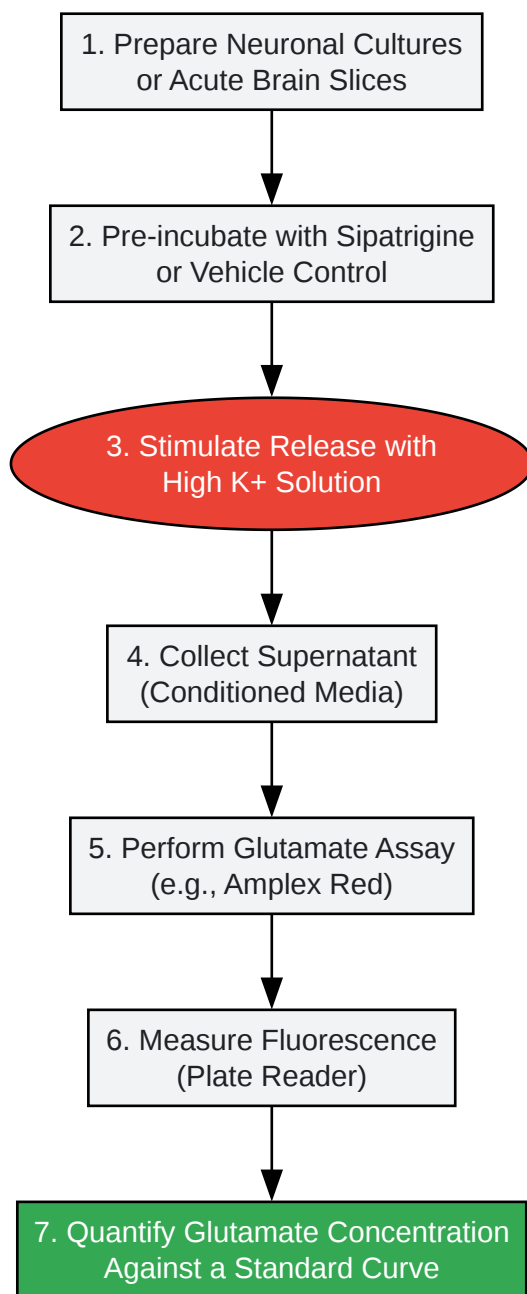 1. Prepare Neuronal Cultures
or Acute Brain Slices
2. Pre-incubate with Sipatrigine
or Vehicle Control
3. Stimulate Release with
High K+ Solution
4. Collect Supernatant
(Conditioned Media)
5. Perform Glutamate Assay
(e.g., Amplex Red)
6. Measure Fluorescence
(Plate Reader)
7. Quantify Glutamate Concentration
Against a Standard Curve